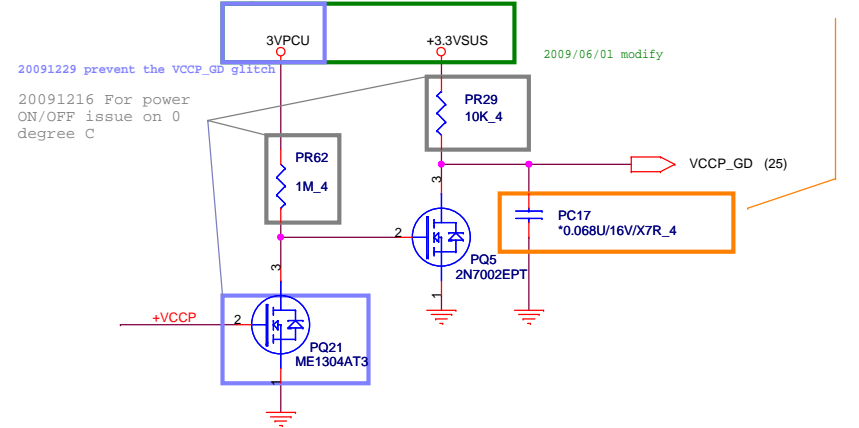 3VPCU
+3.3VSUS
2009/06/01 modify
20091229 prevent the VCCP_GD glitch
20091216 For power
ON/OFF issue on 0
degree C
PR29
10K_4
PR62
1M_4
VCCP_GD (25)
3
PC17
*0.068U/16V/X7R_4
2
PQ5
2N7002EPT
3
1
+VCCP
2
PQ21
ME1304AT3
1